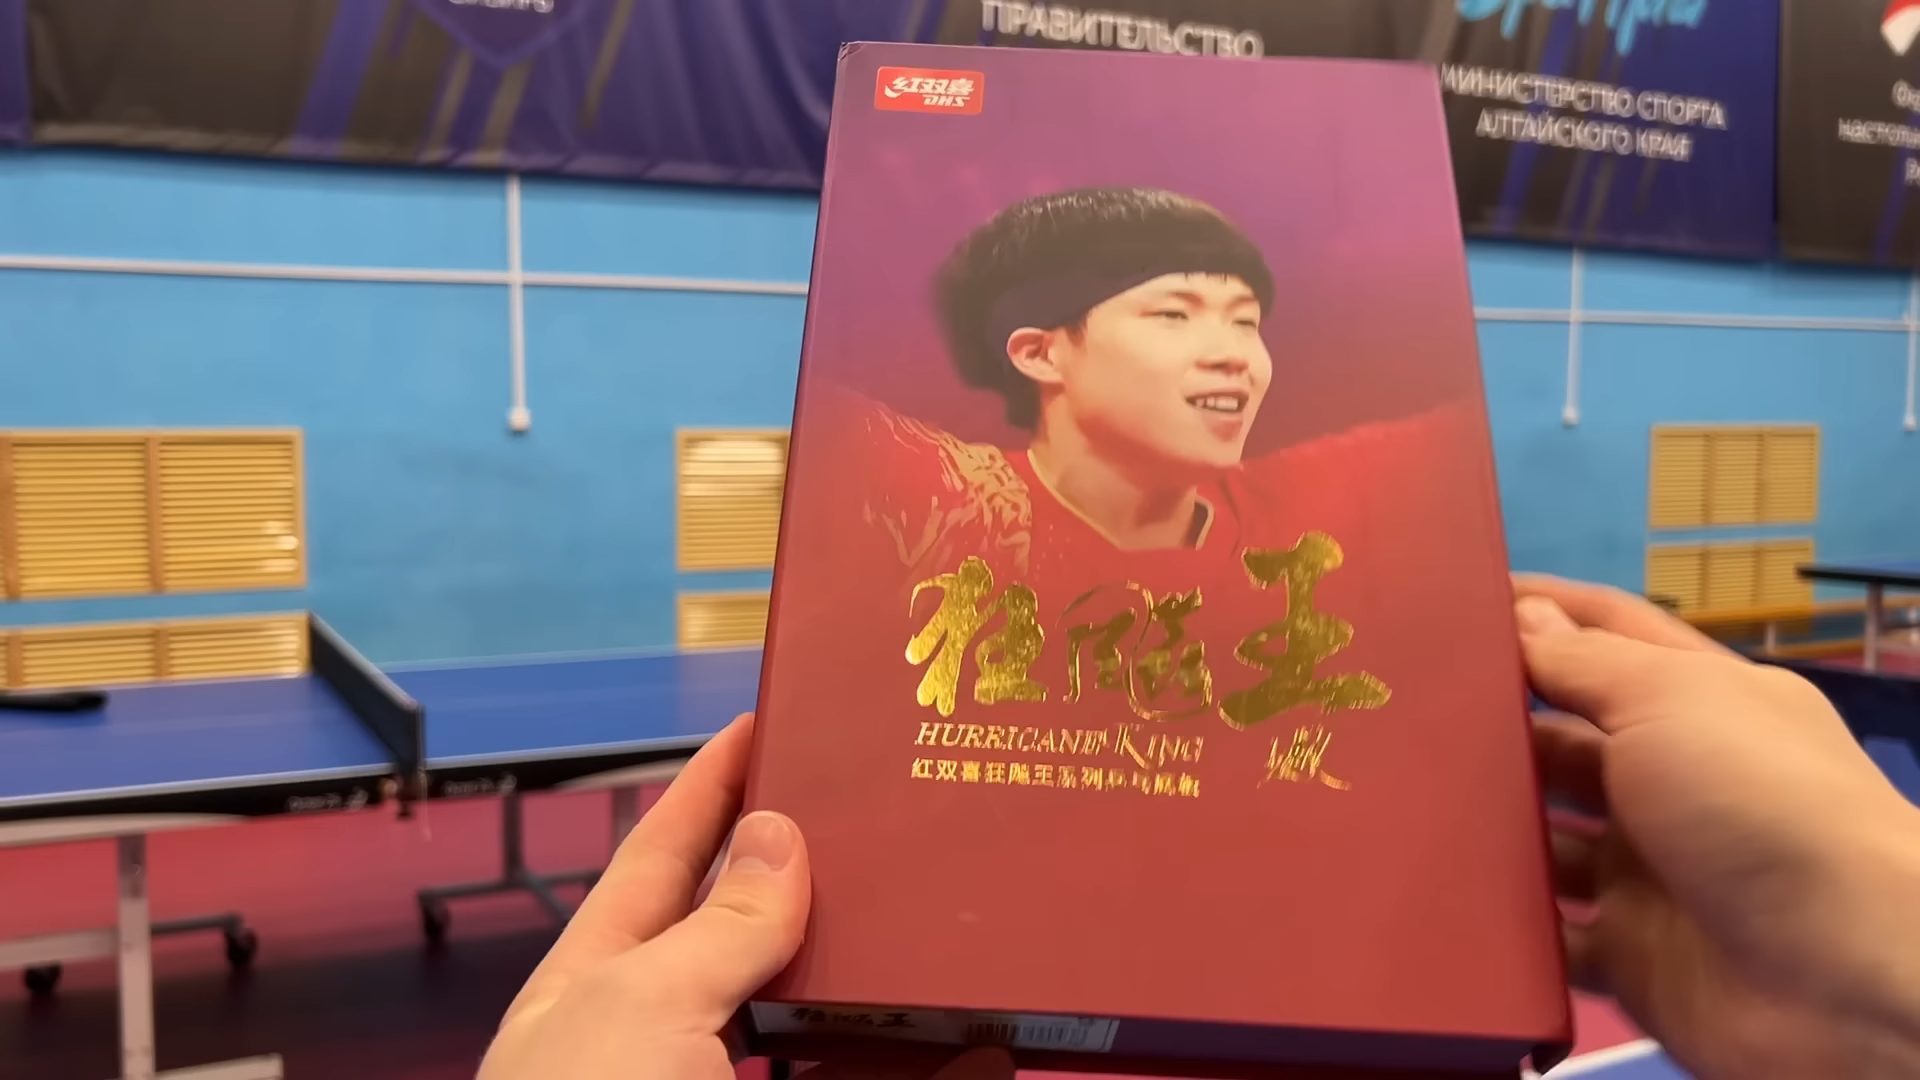 ПРАВИТЕЛЬСТВО
МИНИСТЕРСТВО СПОРТА
АЛТАЙСКОГО КРАЯ
红双喜
DHS
狂飚王
HURRICANE KING
红双喜狂飚王系列乒乓底板
狂飚王